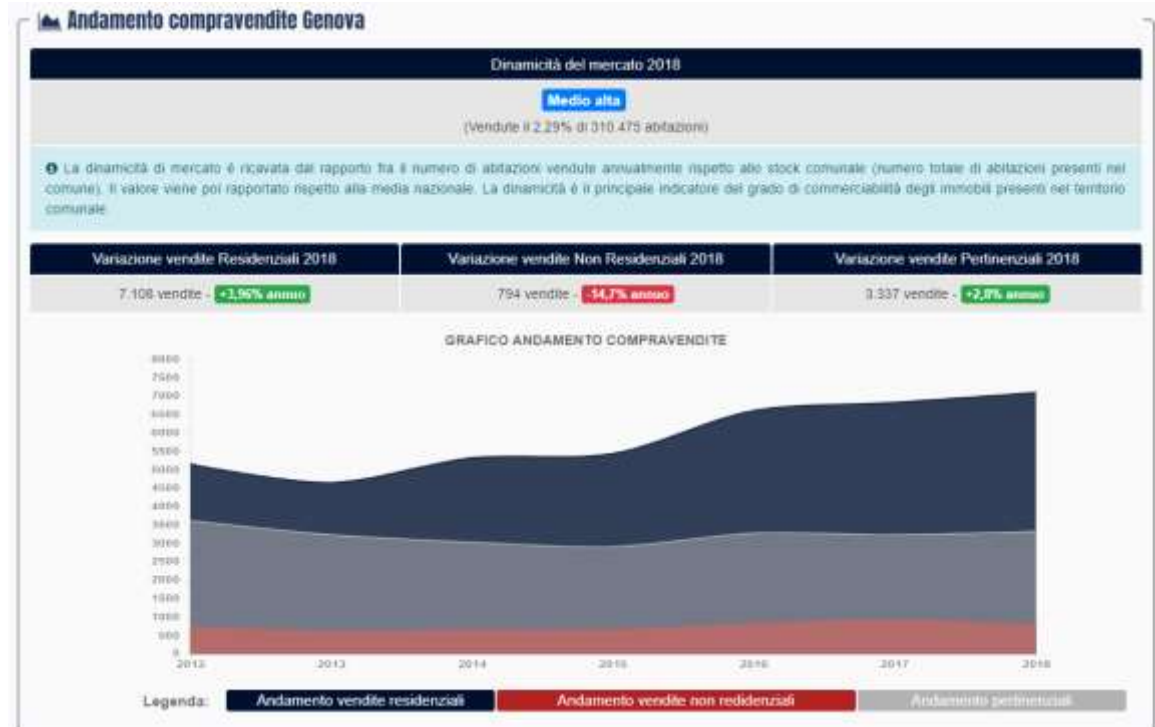 Andamento compravendite Genova
Dinamicità del mercato 2018
Medio alta
(Vendute il 2,29% di 310.475 abitazioni)
La dinamicità di mercato è ricavata dal rapporto fra il numero di abitazioni vendute annualmente rispetto allo stock comunale (numero totale di abitazioni presenti nel
comune). Il valore viene poi rapportato rispetto alla media nazionale. La dinamicità è il principale indicatore del grado di commerciabilità degli immobili presenti nel territorio
comunale.
Variazione vendite Residenziali 2018 Variazione vendite Non Residenziali 2018 Variazione vendite Pertinenziali 2018
7.108 vendite - +3,96% annuo 794 vendite - -14,7% annuo 3.337 vendite - +2,8% annuo
GRAFICO ANDAMENTO COMPRAVENDITE
8000
7500
7000
6500
6000
5500
5000
4500
4000
3500
3000
2500
2000
1500
1000
500
0
2012 2013 2014 2015 2016 2017 2018
Legenda: Andamento vendite residenziali Andamento vendite non redidenziali Andamento pertinenziali